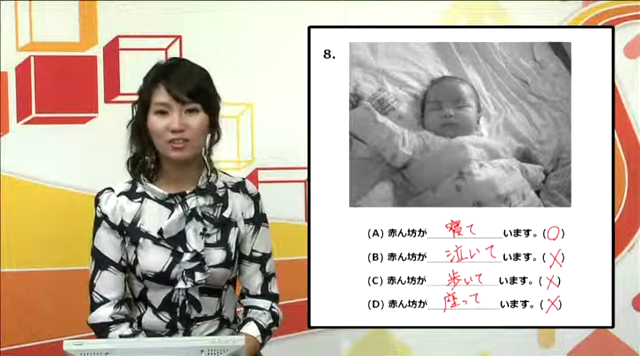 8.
(A) 赤ん坊が 寝て います。(○)
(B) 赤ん坊が 泣いて います。(×)
(C) 赤ん坊が 歩いて います。(×)
(D) 赤ん坊が 座って います。(×)